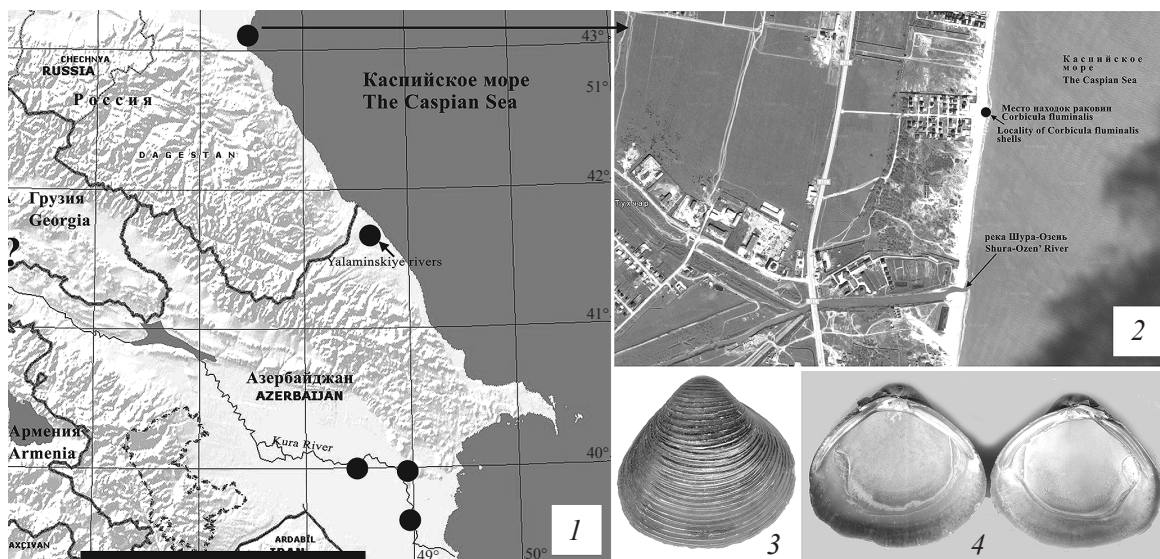 CHECHNYA
RUSSIA
Россия
DAGESTAN
Каспийское море
The Caspian Sea
43°
51°
42°
Грузия
Georgia
?
Yalaminskiye rivers
41°
Азербайджан
AZERBAIJAN
Армения
Armenia
Kura River
40°
ARDABĪL
IRAN
AXÇIVAN
49°
50°
1
Каспийское
море
The Caspian Sea
Место находок раковин
Corbicula fluminalis
Locality of Corbicula fluminalis
shells
Тухчар
река Шура-Озень
Shura-Ozen' River
2
3
4